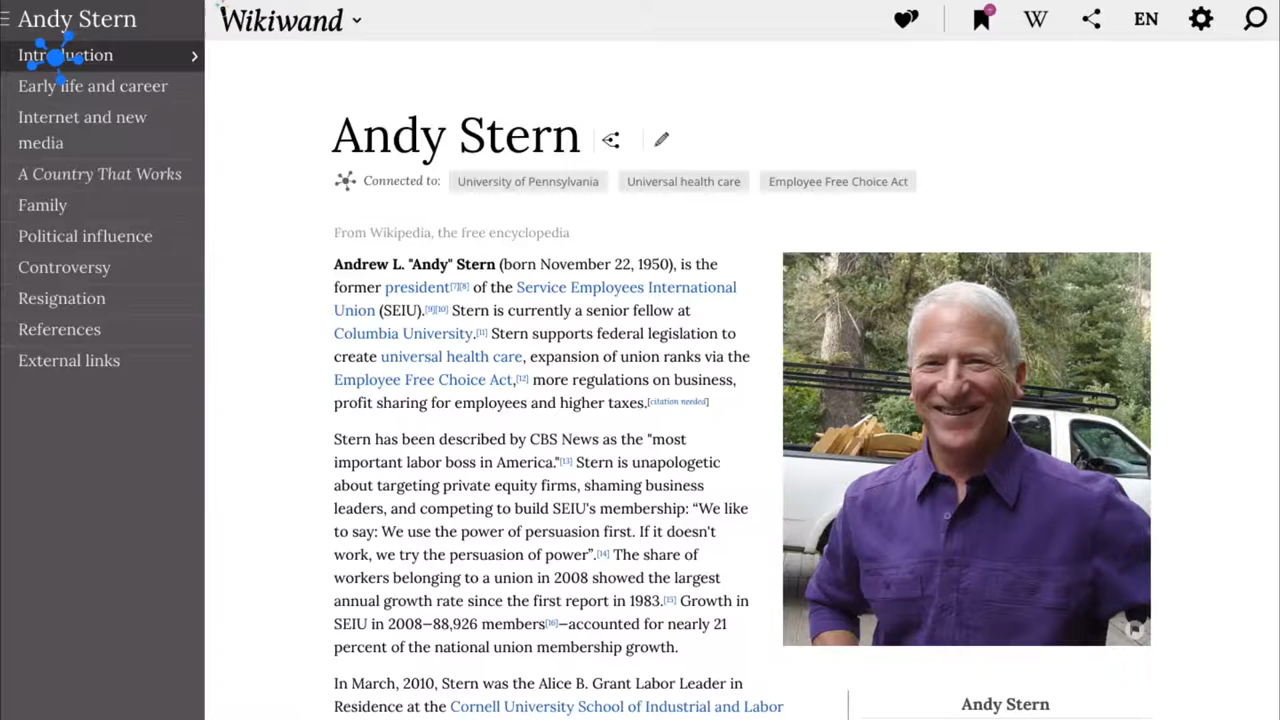 Andy Stern
Introduction
Early life and career
Internet and new
media
A Country That Works
Family
Political influence
Controversy
Resignation
References
External links
Wikiwand
W
EN
Andy Stern
Connected to: University of Pennsylvania Universal health care Employee Free Choice Act
From Wikipedia, the free encyclopedia
Andrew L. "Andy" Stern (born November 22, 1950), is the
former president[7][8] of the Service Employees International
Union (SEIU).[9][10] Stern is currently a senior fellow at
Columbia University.[11] Stern supports federal legislation to
create universal health care, expansion of union ranks via the
Employee Free Choice Act,[12] more regulations on business,
profit sharing for employees and higher taxes.[citation needed]
Stern has been described by CBS News as the "most
important labor boss in America."[13] Stern is unapologetic
about targeting private equity firms, shaming business
leaders, and competing to build SEIU's membership: “We like
to say: We use the power of persuasion first. If it doesn't
work, we try the persuasion of power”.[14] The share of
workers belonging to a union in 2008 showed the largest
annual growth rate since the first report in 1983.[15] Growth in
SEIU in 2008—88,926 members[16]—accounted for nearly 21
percent of the national union membership growth.
In March, 2010, Stern was the Alice B. Grant Labor Leader in
Residence at the Cornell University School of Industrial and Labor
Andy Stern